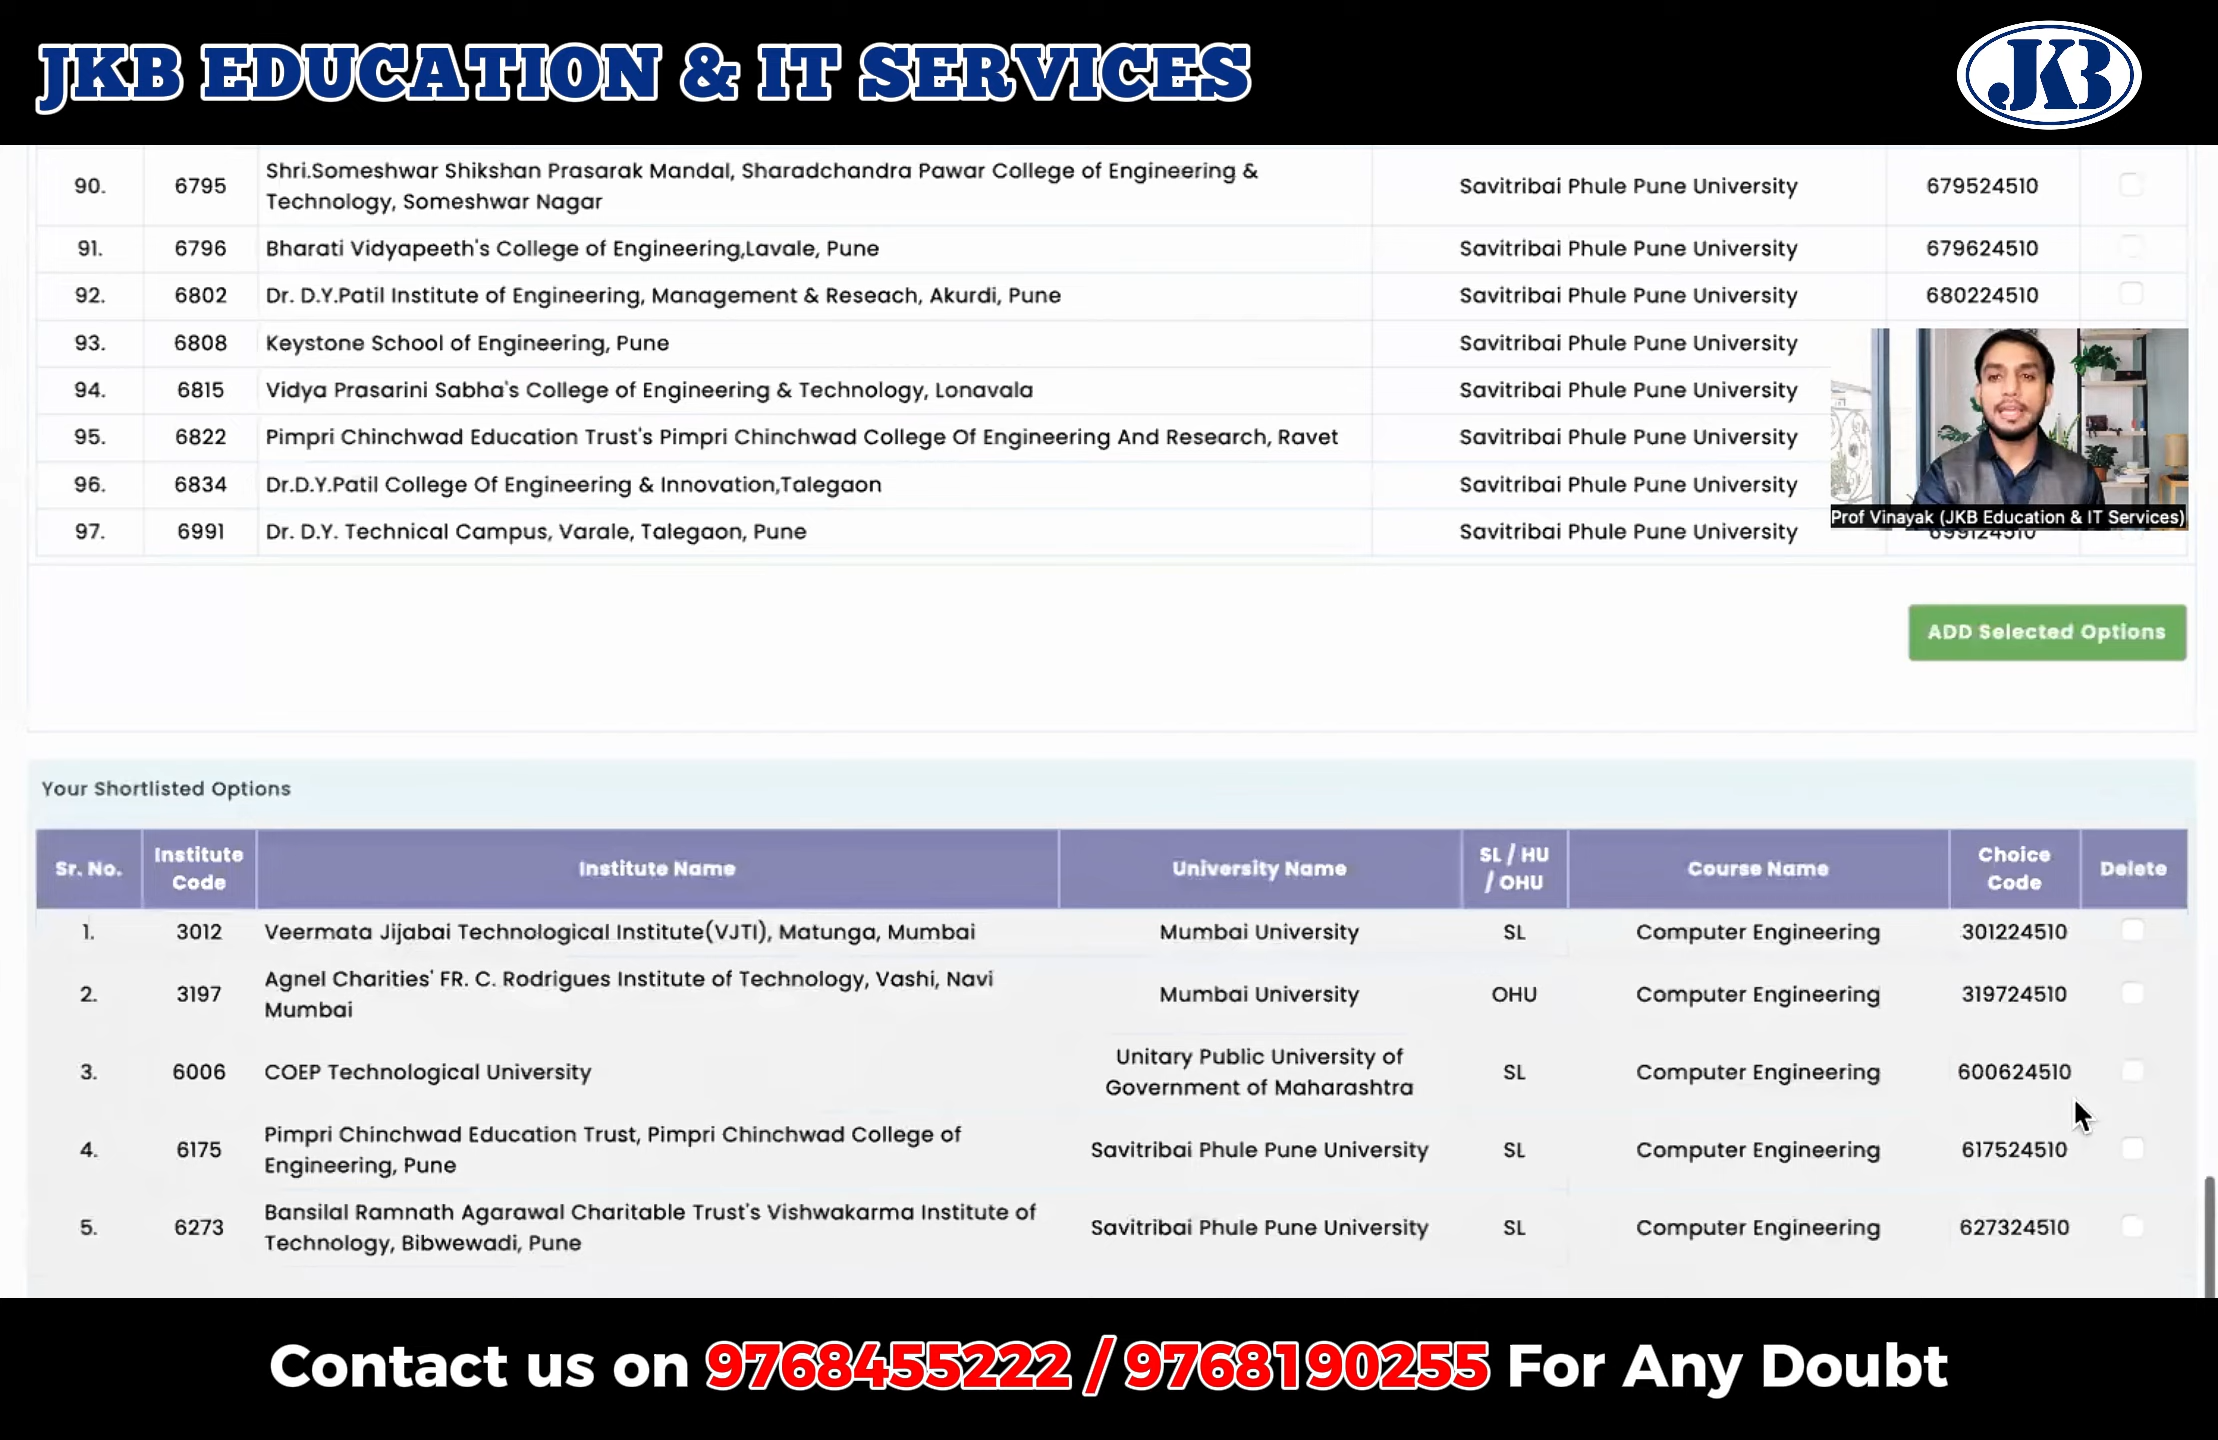 JKB EDUCATION & IT SERVICES
JKB
90. 6795 Shri.Someshwar Shikshan Prasarak Mandal, Sharadchandra Pawar College of Engineering & Savitribai Phule Pune University 679524510
Technology, Someshwar Nagar
91. 6796 Bharati Vidyapeeth's College of Engineering,Lavale, Pune Savitribai Phule Pune University 679624510
92. 6802 Dr. D.Y.Patil Institute of Engineering, Management & Reseach, Akurdi, Pune Savitribai Phule Pune University 680224510
93. 6808 Keystone School of Engineering, Pune Savitribai Phule Pune University
94. 6815 Vidya Prasarini Sabha's College of Engineering & Technology, Lonavala Savitribai Phule Pune University
95. 6822 Pimpri Chinchwad Education Trust's Pimpri Chinchwad College Of Engineering And Research, Ravet Savitribai Phule Pune University
96. 6834 Dr.D.Y.Patil College Of Engineering & Innovation,Talegaon Savitribai Phule Pune University
Prof Vinayak (JKB Education & IT Services)
97. 6991 Dr. D.Y. Technical Campus, Varale, Talegaon, Pune Savitribai Phule Pune University 699124510
ADD Selected Options
Your Shortlisted Options
Sr. No. Institute Code Institute Name University Name SL / HU / OHU Course Name Choice Code Delete
1. 3012 Veermata Jijabai Technological Institute(VJTI), Matunga, Mumbai Mumbai University SL Computer Engineering 301224510
2. 3197 Agnel Charities' FR. C. Rodrigues Institute of Technology, Vashi, Navi Mumbai University OHU Computer Engineering 319724510
Mumbai
3. 6006 COEP Technological University Unitary Public University of Government of Maharashtra SL Computer Engineering 600624510
4. 6175 Pimpri Chinchwad Education Trust, Pimpri Chinchwad College of Savitribai Phule Pune University SL Computer Engineering 617524510
Engineering, Pune
5. 6273 Bansilal Ramnath Agarawal Charitable Trust's Vishwakarma Institute of Savitribai Phule Pune University SL Computer Engineering 627324510
Technology, Bibwewadi, Pune
Contact us on 9768455222 / 9768190255 For Any Doubt